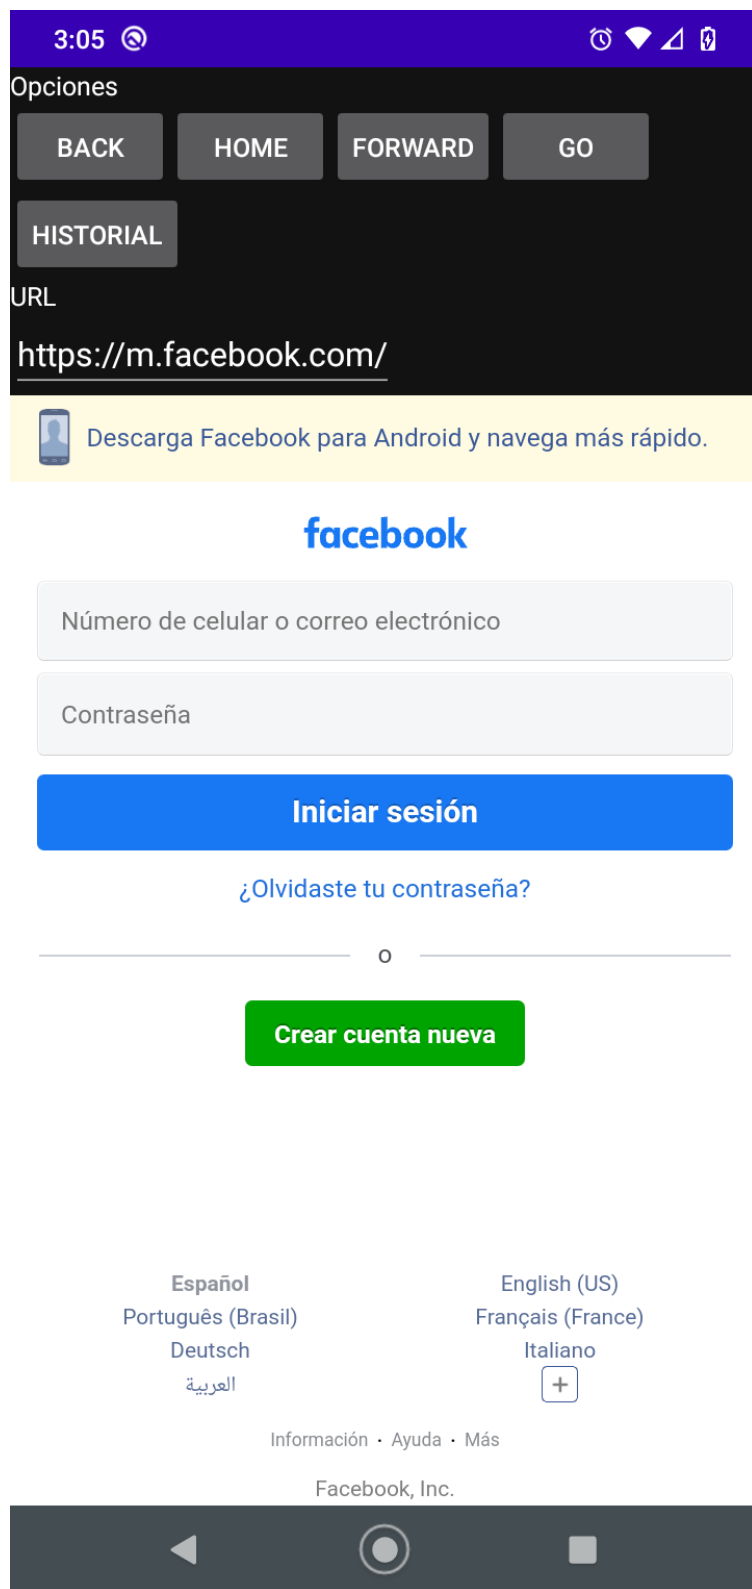 3:05
Opciones
BACK HOME FORWARD GO
HISTORIAL
URL
https://m.facebook.com/
Descarga Facebook para Android y navega más rápido.
facebook
Número de celular o correo electrónico
Contraseña
Iniciar sesión
¿Olvidaste tu contraseña?
o
Crear cuenta nueva
Español English (US)
Português (Brasil) Français (France)
Deutsch Italiano
العربية +
Información · Ayuda · Más
Facebook, Inc.